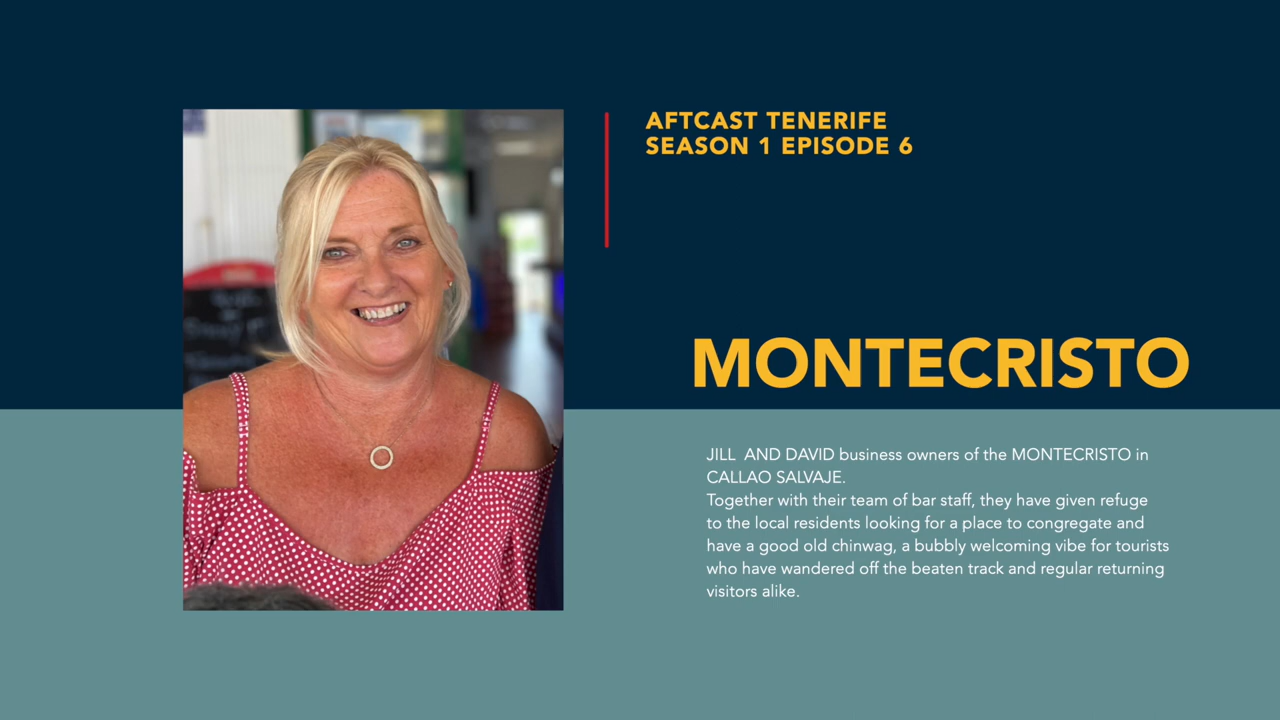 AFTCAST TENERIFE
SEASON 1 EPISODE 6
MONTECRISTO
JILL  AND DAVID business owners of the MONTECRISTO in
CALLAO SALVAJE.
Together with their team of bar staff, they have given refuge
to the local residents looking for a place to congregate and
have a good old chinwag, a bubbly welcoming vibe for tourists
who have wandered off the beaten track and regular returning
visitors alike.